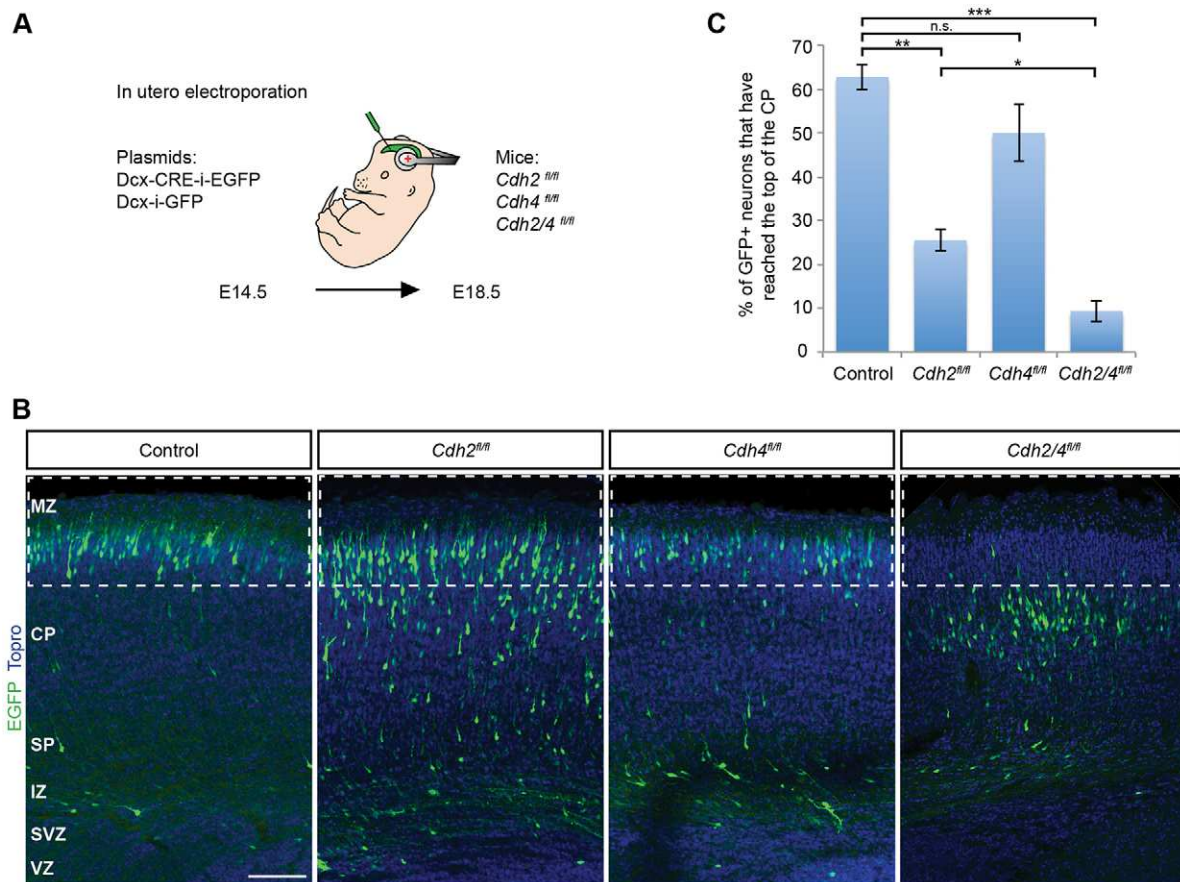 A
In utero electroporation
Plasmids:
Dcx-CRE-i-EGFP
Dcx-i-GFP
Mice:
Cdh2 fl/fl
Cdh4 fl/fl
Cdh2/4 fl/fl
E14.5
E18.5
C
***
n.s.
**
*
% of GFP+ neurons that have
reached the top of the CP
70
60
50
40
30
20
10
0
Control
Cdh2fl/fl
Cdh4fl/fl
Cdh2/4fl/fl
B
Control
Cdh2fl/fl
Cdh4fl/fl
Cdh2/4fl/fl
EGFP Topro
MZ
CP
SP
IZ
SVZ
VZ